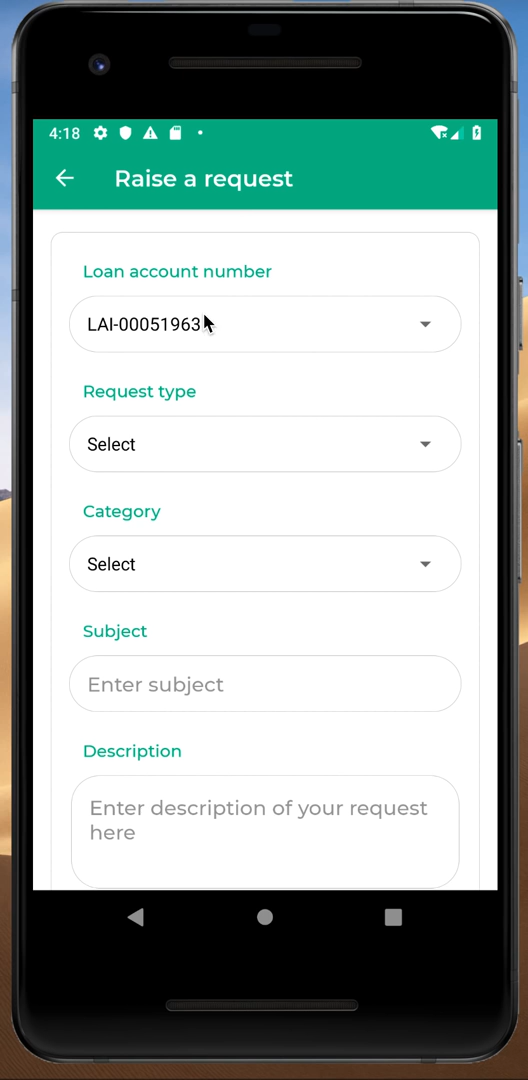 4:18
Raise a request
Loan account number
LAI-00051963
Request type
Select
Category
Select
Subject
Enter subject
Description
Enter description of your request
here